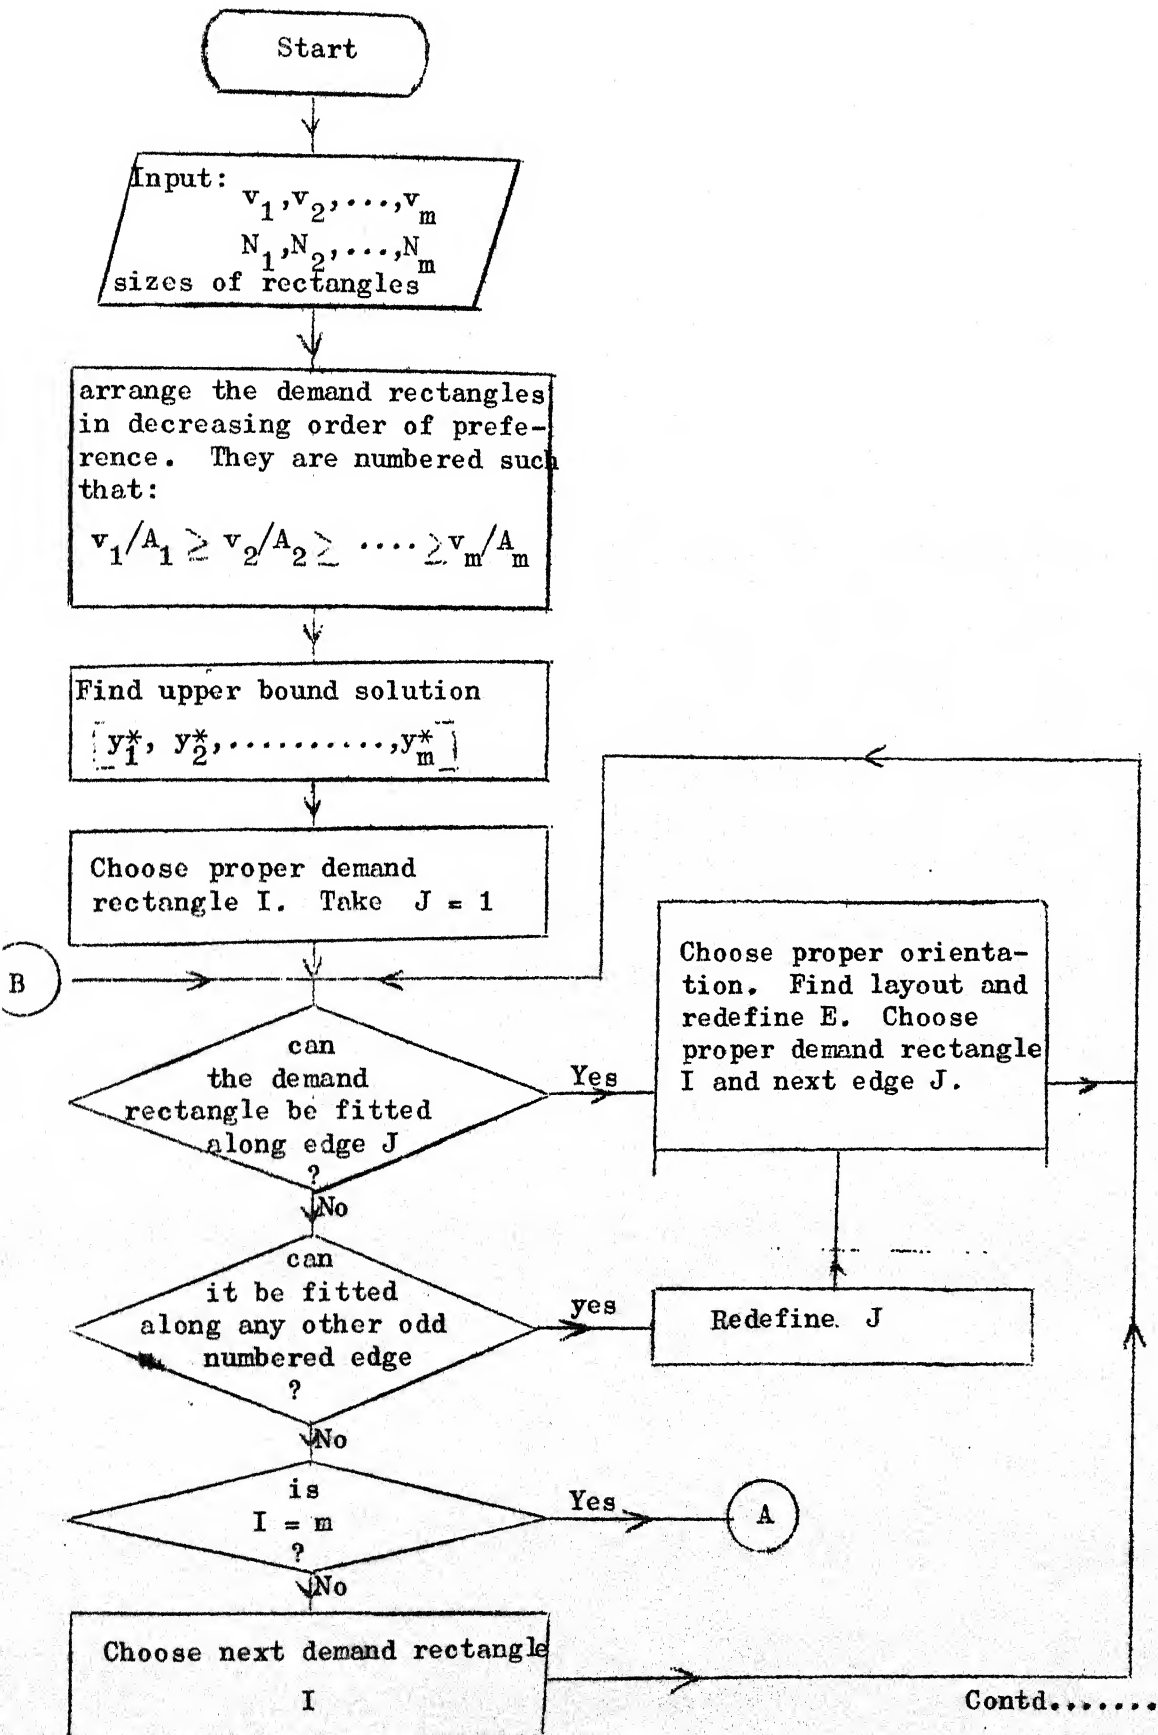 Start
Input:
v1,v2,...,vm
N1,N2,...,Nm
sizes of rectangles
arrange the demand rectangles
in decreasing order of prefe-
rence. They are numbered such
that:
v1/A1 ≥ v2/A2 ≥ .... ≥ vm/Am
Find upper bound solution
[y1*, y2*,..........,ym*]
Choose proper demand
rectangle I. Take J = 1
B
can
the demand
rectangle be fitted
along edge J
?
Yes
Choose proper orienta-
tion. Find layout and
redefine E. Choose
proper demand rectangle
I and next edge J.
No
can
it be fitted
along any other odd
numbered edge
?
yes
Redefine. J
No
is
I = m
?
Yes
A
No
Choose next demand rectangle
I
Contd.......